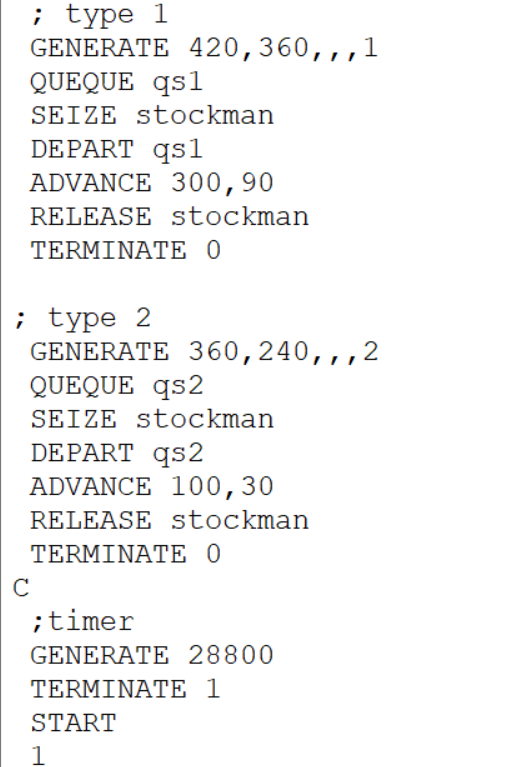 ; type 1
GENERATE 420,360,,,1
QUEQUE qs1
SEIZE stockman
DEPART qs1
ADVANCE 300,90
RELEASE stockman
TERMINATE 0
; type 2
GENERATE 360,240,,,2
QUEQUE qs2
SEIZE stockman
DEPART qs2
ADVANCE 100,30
RELEASE stockman
TERMINATE 0
C
;timer
GENERATE 28800
TERMINATE 1
START
1